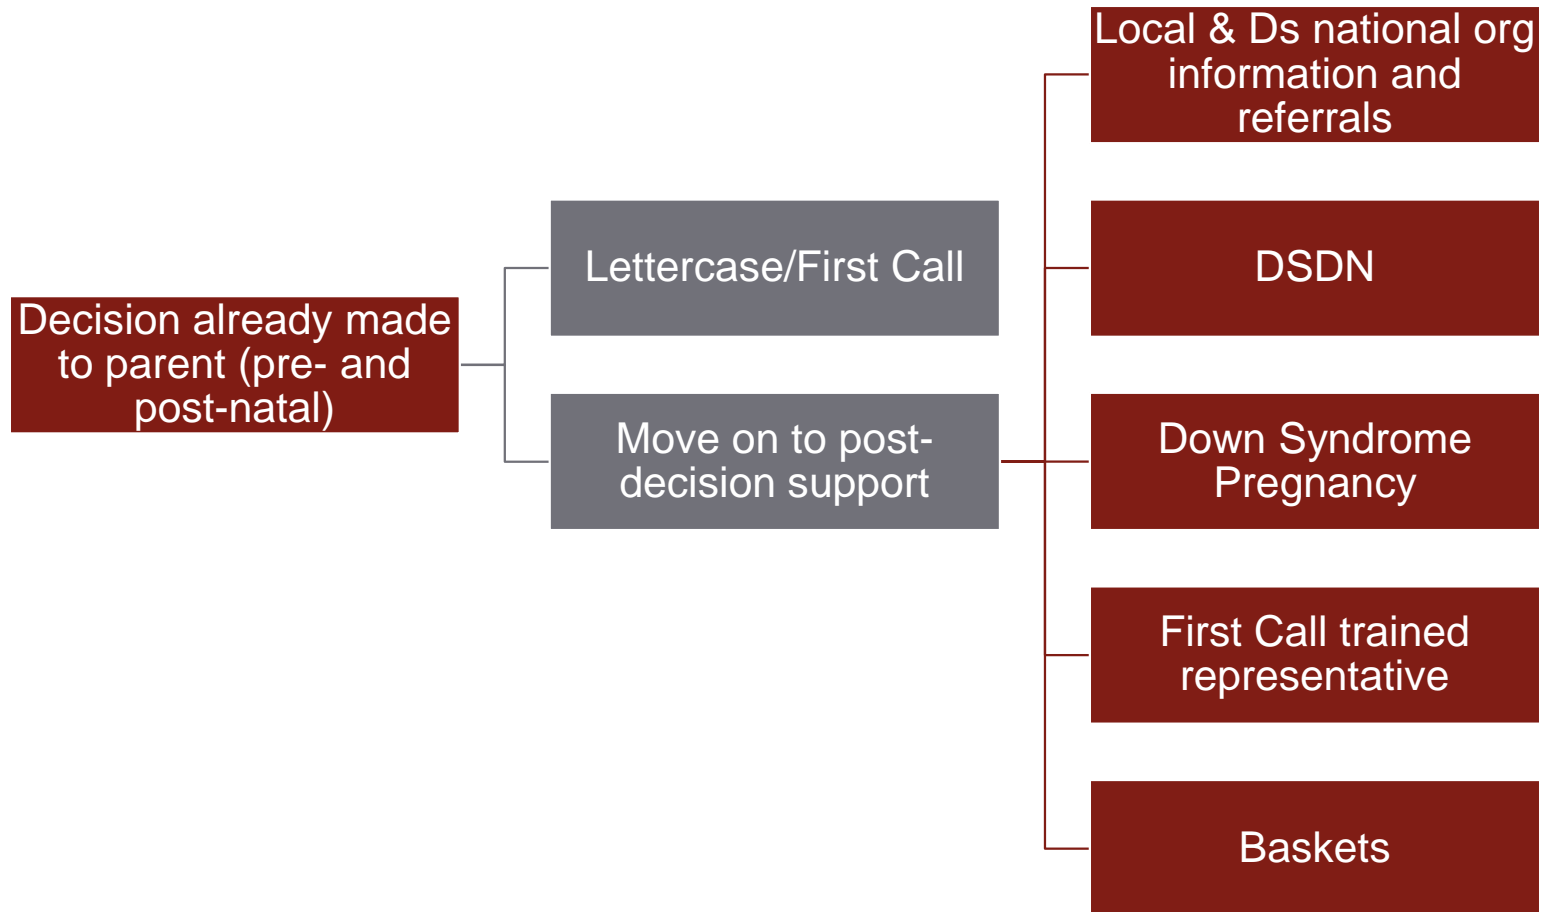 Decision already made
to parent (pre- and
post-natal)
Lettercase/First Call
Move on to post-
decision support
Local & Ds national org
information and
referrals
DSDN
Down Syndrome
Pregnancy
First Call trained
representative
Baskets